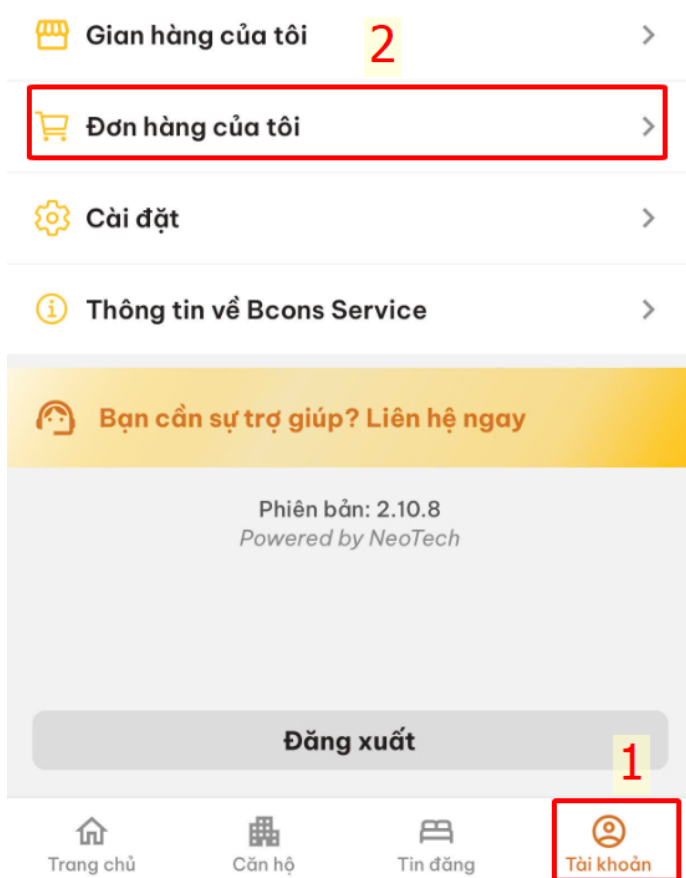 Gian hàng của tôi
2
Đơn hàng của tôi
Cài đặt
Thông tin về Bcons Service
Bạn cần sự trợ giúp? Liên hệ ngay
Phiên bản: 2.10.8
Powered by NeoTech
Đăng xuất
1
Trang chủ
Căn hộ
Tin đăng
Tài khoản